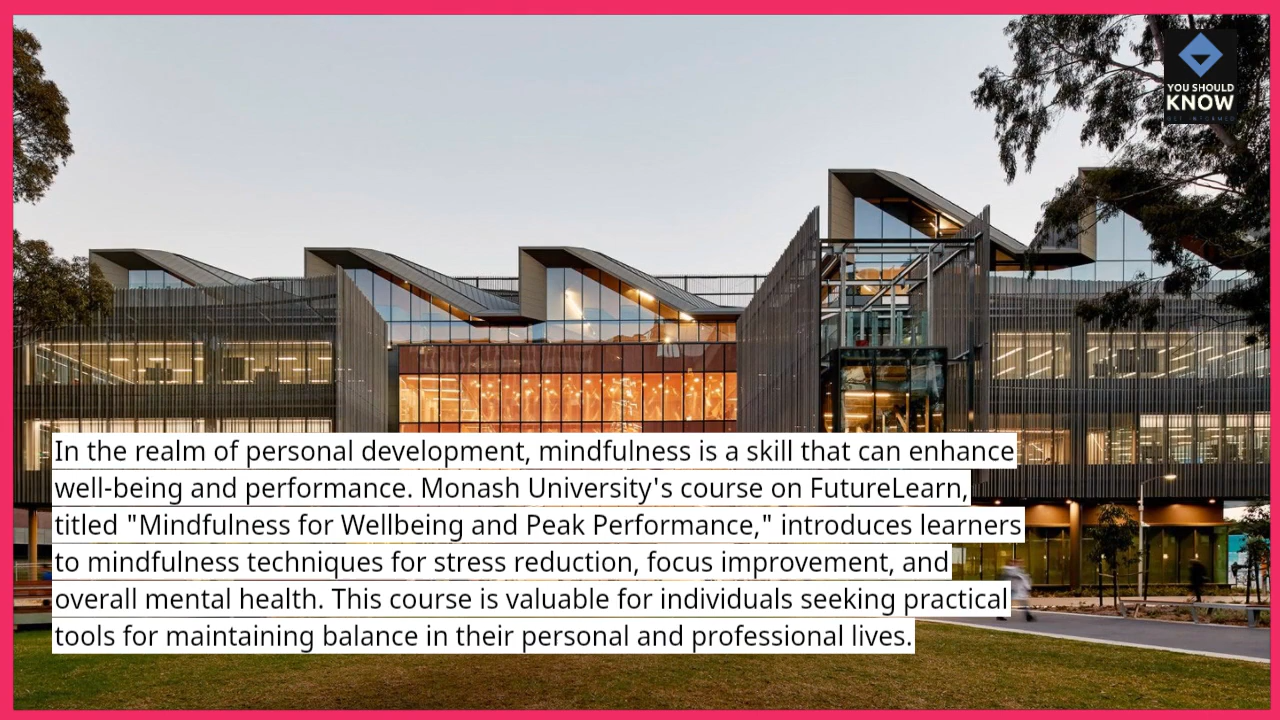 YOU SHOULD
KNOW
GET INFORMED
In the realm of personal development, mindfulness is a skill that can enhance
well-being and performance. Monash University's course on FutureLearn,
titled "Mindfulness for Wellbeing and Peak Performance," introduces learners
to mindfulness techniques for stress reduction, focus improvement, and
overall mental health. This course is valuable for individuals seeking practical
tools for maintaining balance in their personal and professional lives.